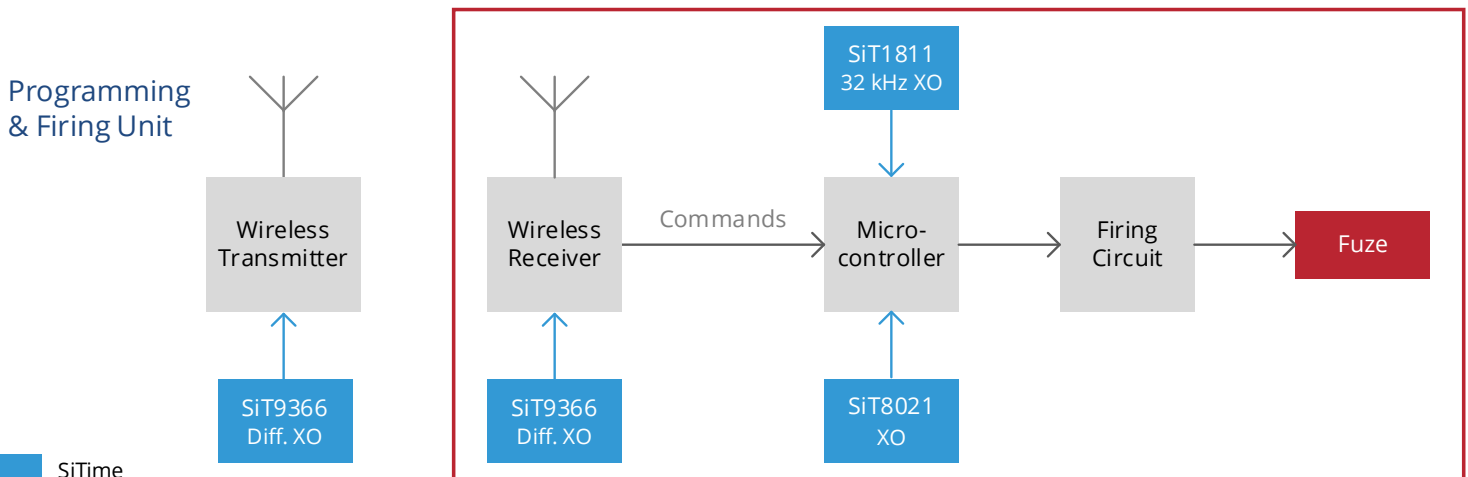 Programming
& Firing Unit
SiT1811
32 kHz XO
Wireless
Transmitter
Wireless
Receiver
Commands
Micro-
controller
Firing
Circuit
Fuze
SiT9366
Diff. XO
SiT9366
Diff. XO
SiT8021
XO
SiTime